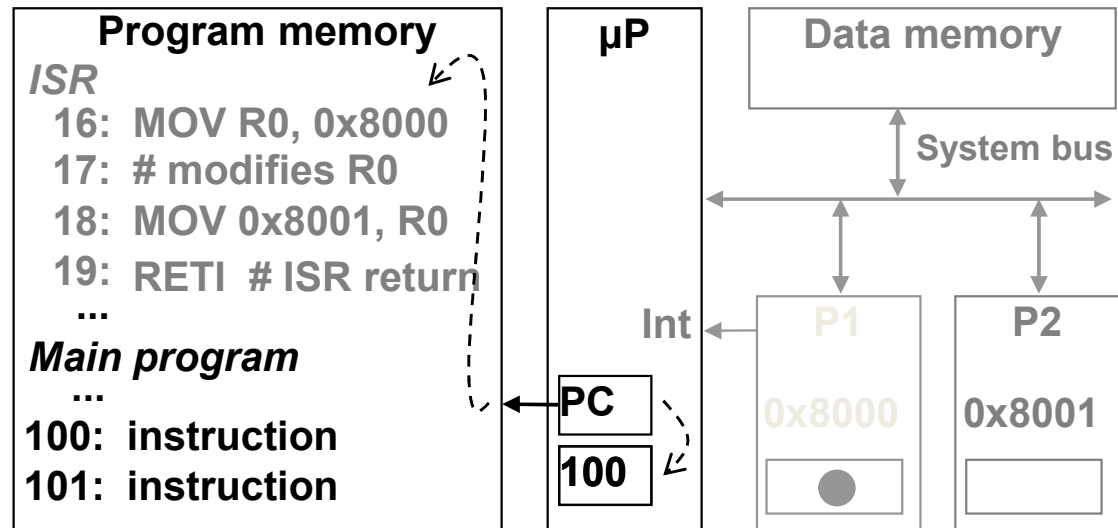 Program memory
ISR
16: MOV R0, 0x8000
17: # modifies R0
18: MOV 0x8001, R0
19: RETI # ISR return
...
Main program
...
100: instruction
101: instruction
µP
Int
PC
100
Data memory
System bus
P1
0x8000
P2
0x8001